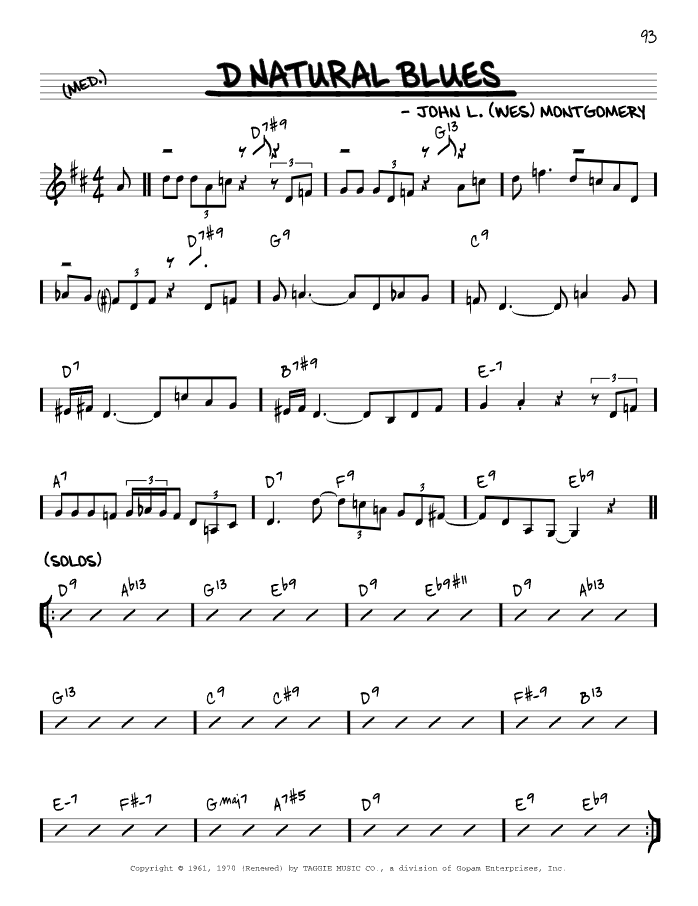 93
D NATURAL BLUES
(MED.)
- JOHN L. (WES) MONTGOMERY
D7#9 G13
3 3 3
D7#9 G9 C9
3
D7 B7#9 E-7
3
A7 D7 F9 E9 Eb9
3 3 3 3
(SOLOS)
D9 Ab13 G13 Eb9 D9 Eb9#11 D9 Ab13
G13 C9 C#9 D9 F#-9 B13
E-7 F#-7 Gmaj7 A7#5 D9 E9 Eb9
Copyright © 1961, 1970 (Renewed) by TAGGIE MUSIC CO., a division of Gopam Enterprises, Inc.